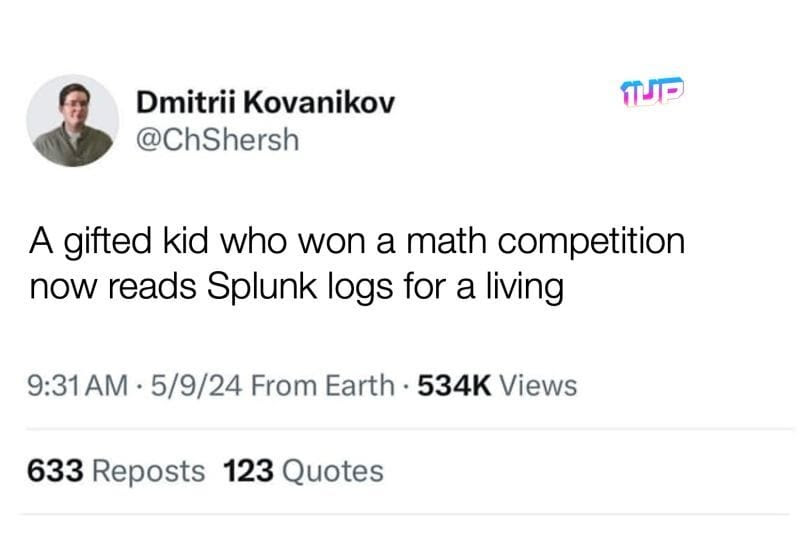 Dmitrii Kovanikov
1UP
@ChShersh
A gifted kid who won a math competition
now reads Splunk logs for a living
9:31 AM · 5/9/24 From Earth · 534K Views
633 Reposts 123 Quotes